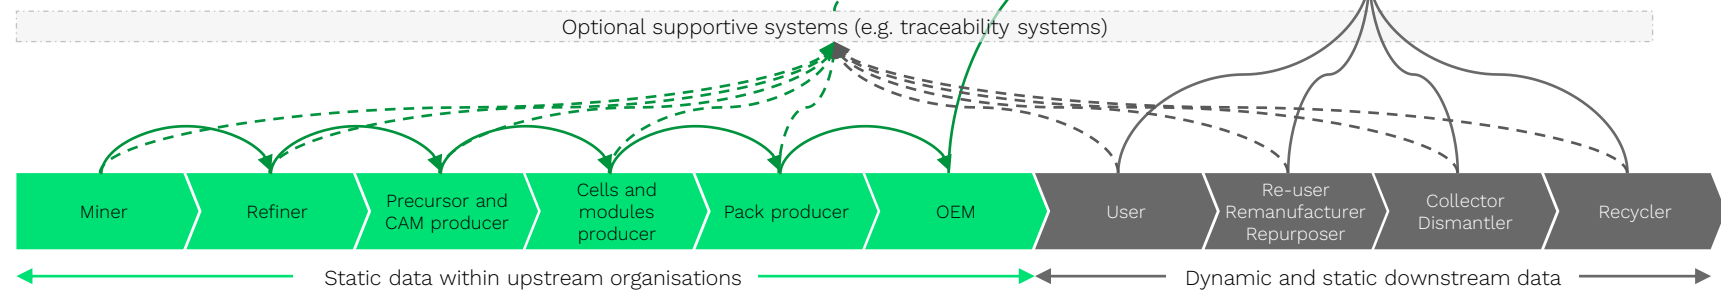 Optional supportive systems (e.g. traceability systems)
Miner
Refiner
Precursor and
CAM producer
Cells and
modules
producer
Pack producer
OEM
User
Re-user
Remanufacturer
Repurposer
Collector
Dismantler
Recycler
Static data within upstream organisations
Dynamic and static downstream data